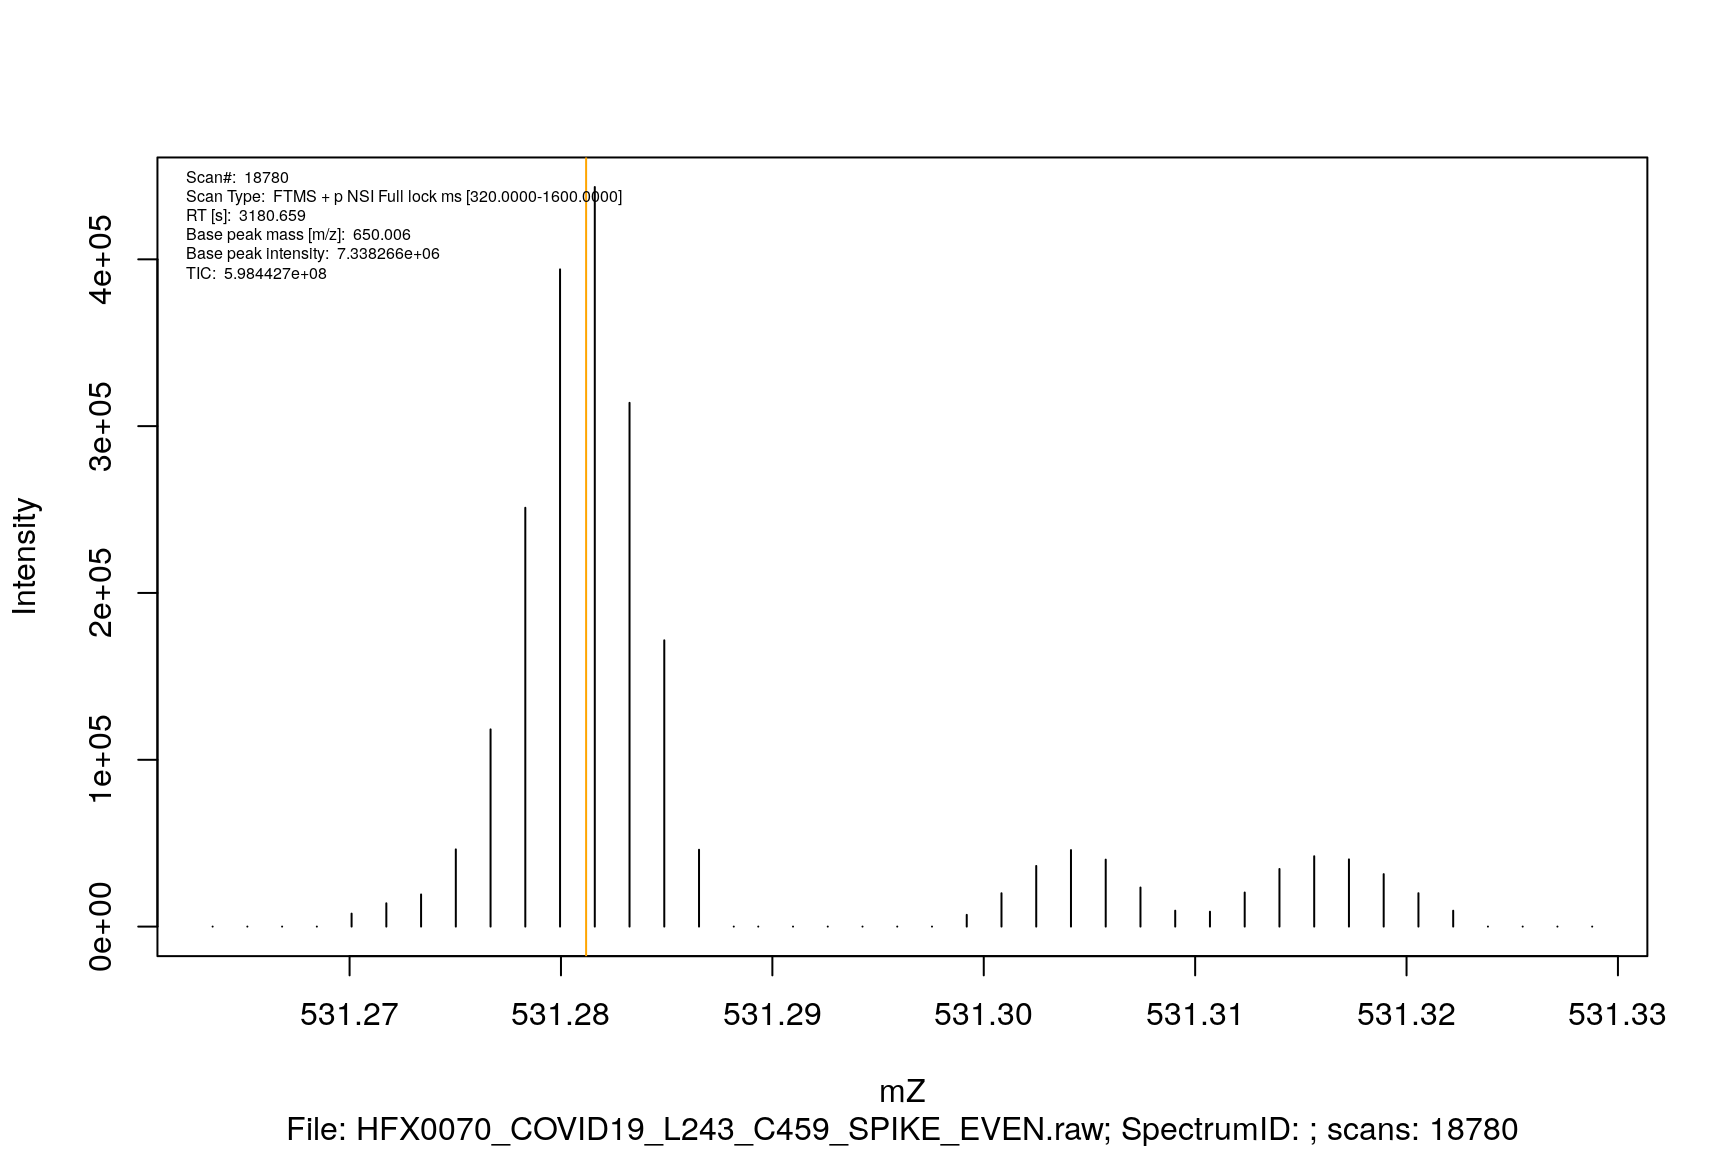 Scan#: 18780
Scan Type: FTMS + p NSI Full lock ms [320.0000-1600.0000]
RT [s]: 3180.659
Base peak mass [m/z]: 650.006
Base peak intensity: 7.338266e+06
TIC: 5.984427e+08
4e+05
3e+05
2e+05
1e+05
0e+00
Intensity
531.27 531.28 531.29 531.30 531.31 531.32 531.33
mZ
File: HFX0070_COVID19_L243_C459_SPIKE_EVEN.raw; SpectrumID: ; scans: 18780